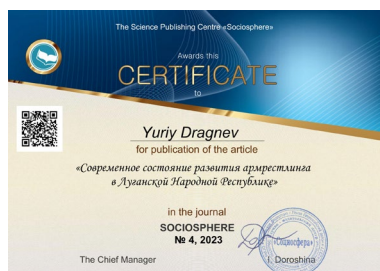 The Science Publishing Centre «Sociosphere»
Awards this
CERTIFICATE
to
Yuriy Dragnev
for publication of the article
«Современное состояние развития армрестлинга
в Луганской Народной Республике»
in the journal
SOCIOSPHERE
№ 4, 2023
«Социосфера»
The Chief Manager
I. Doroshina